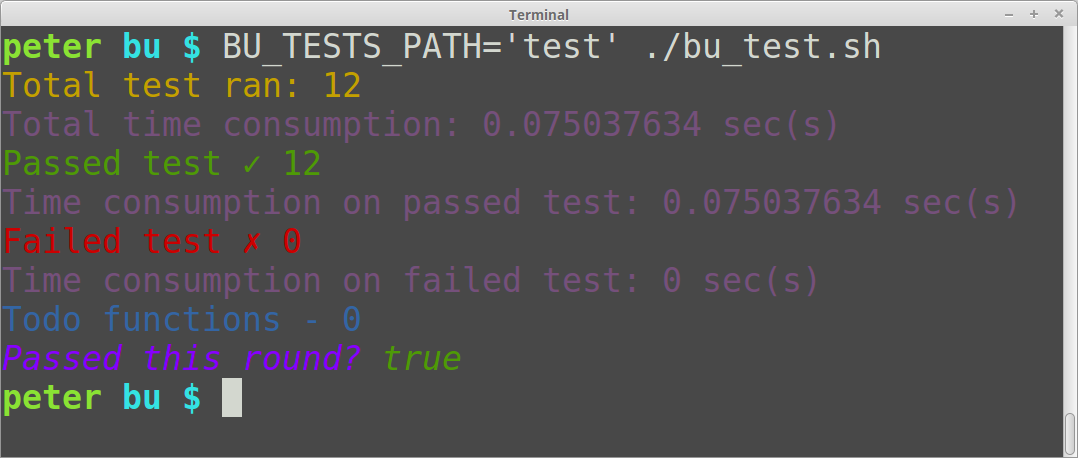 Terminal
peter bu $ BU_TESTS_PATH='test' ./bu_test.sh
Total test ran: 12
Total time consumption: 0.075037634 sec(s)
Passed test ✓ 12
Time consumption on passed test: 0.075037634 sec(s)
Failed test ✗ 0
Time consumption on failed test: 0 sec(s)
Todo functions - 0
Passed this round? true
peter bu $